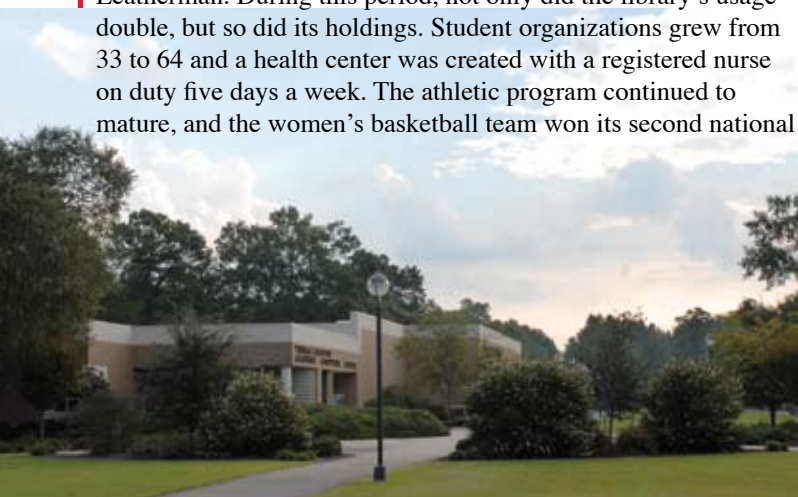 Leatherman. During this period, not only did the library’s usage
double, but so did its holdings. Student organizations grew from
33 to 64 and a health center was created with a registered nurse
on duty five days a week. The athletic program continued to
mature, and the women’s basketball team won its second national